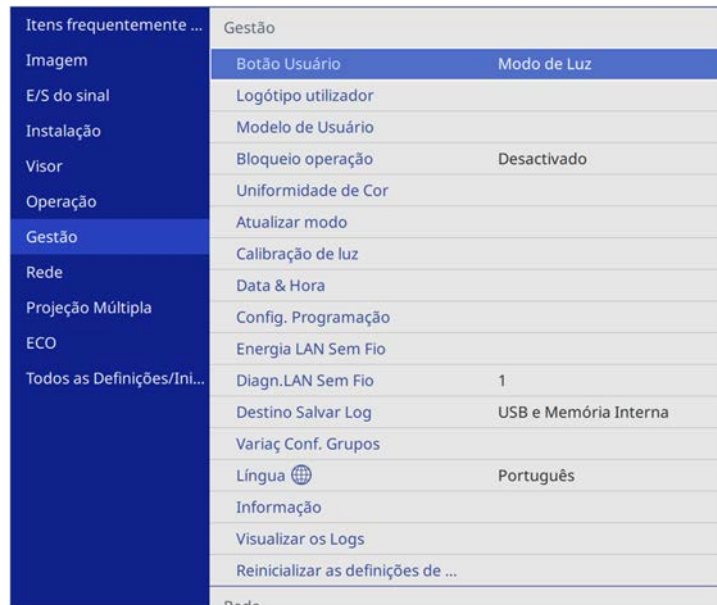 Itens frequentemente ...
Imagem
E/S do sinal
Instalação
Visor
Operação
Gestão
Rede
Projeção Múltipla
ECO
Todos as Definições/Ini...
Gestão
Botão Usuário Modo de Luz
Logótipo utilizador
Modelo de Usuário
Bloqueio operação Desactivado
Uniformidade de Cor
Atualizar modo
Calibração de luz
Data & Hora
Config. Programação
Energia LAN Sem Fio
Diagn.LAN Sem Fio 1
Destino Salvar Log USB e Memória Interna
Variaç Conf. Grupos
Língua Português
Informação
Visualizar os Logs
Reinicializar as definições de ...
Rede